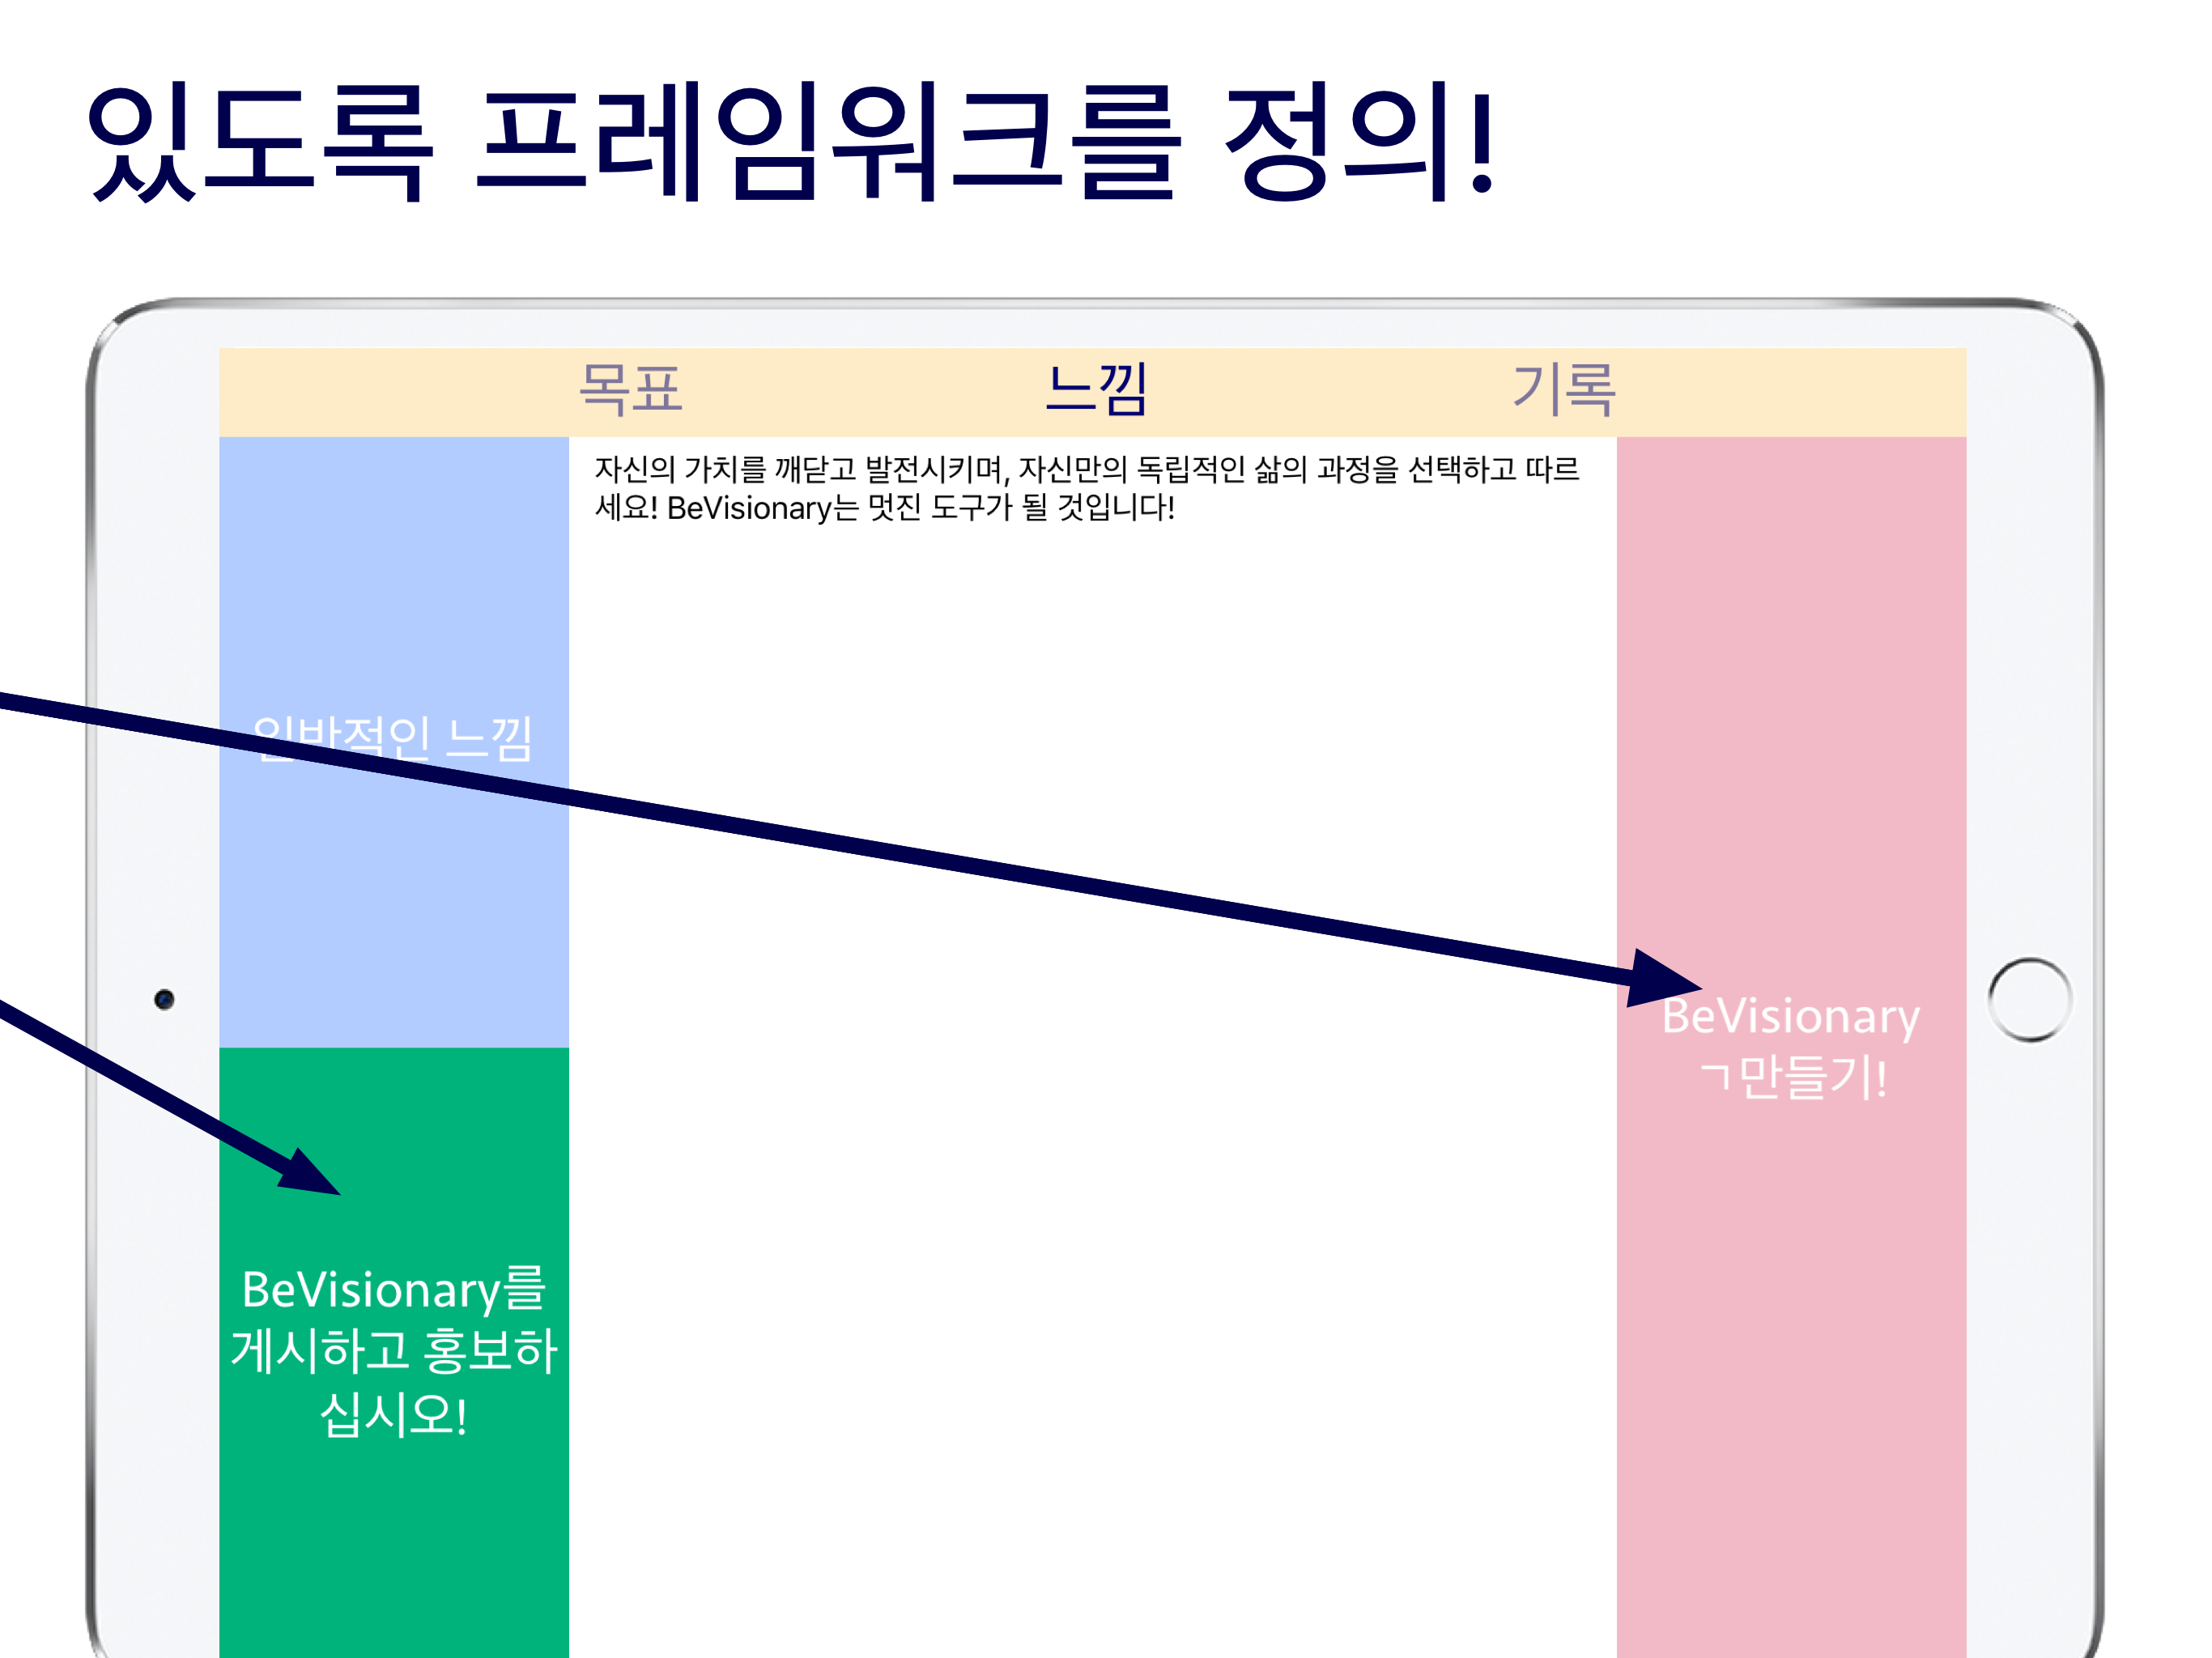 있도록 프레임워크를 정의!
목표 느낌 기록
자신의 가치를 깨닫고 발전시키며, 자신만의 독립적인 삶의 과정을 선택하고 따르
세요! BeVisionary는 멋진 도구가 될 것입니다!
일반적인 느낌
BeVisionary
ㄱ만들기!
BeVisionary를
게시하고 홍보하
십시오!